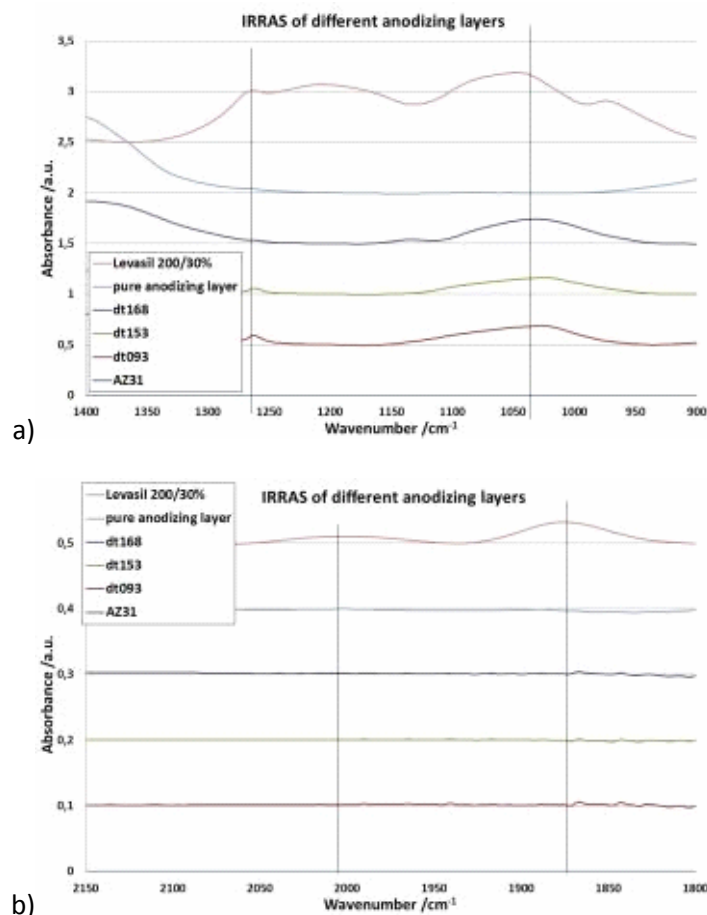 IRRAS of different anodizing layers
3,5
3
2,5
2
1,5
1
0,5
0
Absorbance /a.u.
Levasil 200/30%
pure anodizing layer
dt168
dt153
dt093
AZ31
1400 1350 1300 1250 1200 1150 1100 1050 1000 950 900
Wavenumber /cm-1
a)
IRRAS of different anodizing layers
Levasil 200/30%
pure anodizing layer
dt168
dt153
dt093
AZ31
0,5
0,4
0,3
0,2
0,1
0
Absorbance /a.u.
2150 2100 2050 2000 1950 1900 1850 1800
Wavenumber /cm-1
b)